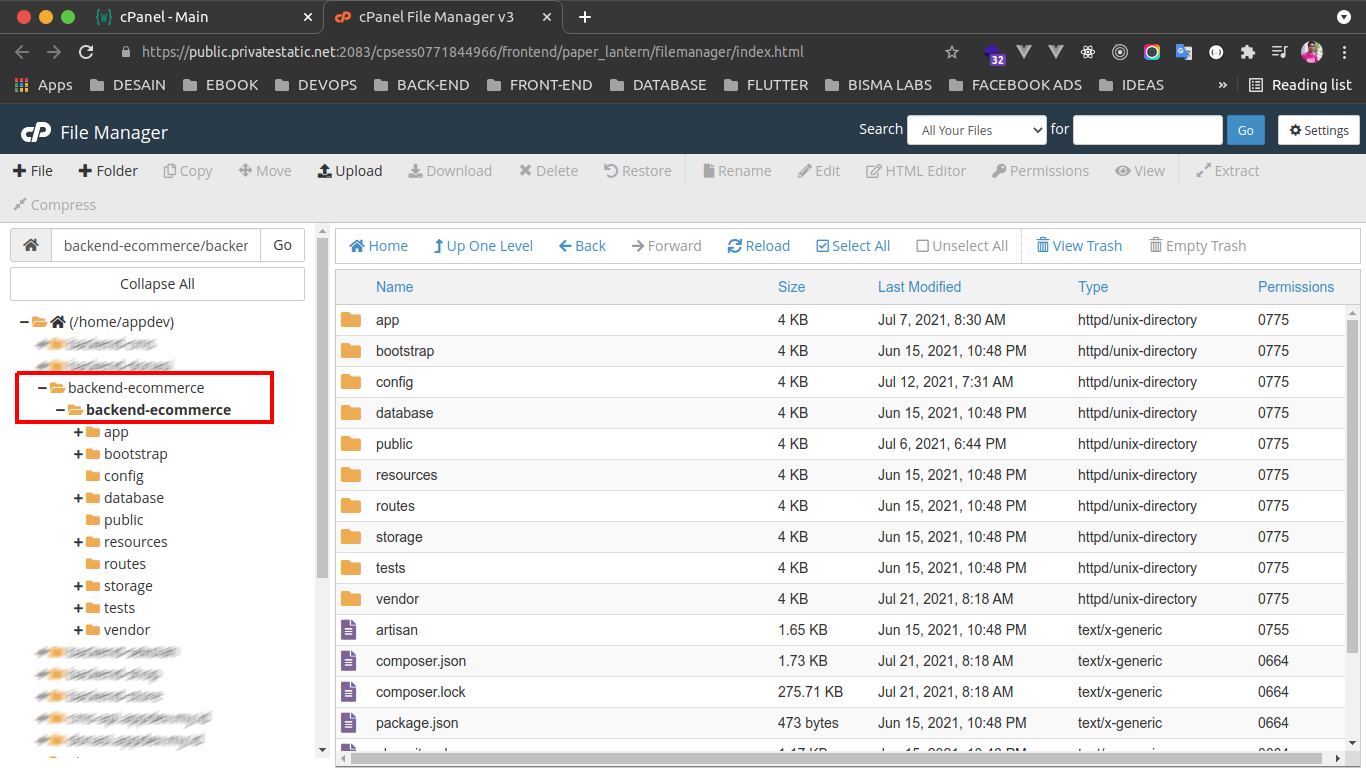 cPanel - Main
cPanel File Manager v3
https://public.privatestatic.net:2083/cpsess0771844966/frontend/paper_lantern/filemanager/index.html
32
Apps DESAIN EBOOK DEVOPS BACK-END FRONT-END DATABASE FLUTTER BISMA LABS FACEBOOK ADS IDEAS » Reading list
cP File Manager
Search All Your Files for Go Settings
File Folder Copy Move Upload Download Delete Restore Rename Edit HTML Editor Permissions View Extract
Compress
backend-ecommerce/backer Go
Collapse All
(/home/appdev)
backend-ecommerce
backend-ecommerce
app
bootstrap
config
database
public
resources
routes
storage
tests
vendor
Home Up One Level Back Forward Reload Select All Unselect All View Trash Empty Trash
Name Size Last Modified Type Permissions
app 4 KB Jul 7, 2021, 8:30 AM httpd/unix-directory 0775
bootstrap 4 KB Jun 15, 2021, 10:48 PM httpd/unix-directory 0775
config 4 KB Jul 12, 2021, 7:31 AM httpd/unix-directory 0775
database 4 KB Jun 15, 2021, 10:48 PM httpd/unix-directory 0775
public 4 KB Jul 6, 2021, 6:44 PM httpd/unix-directory 0775
resources 4 KB Jun 15, 2021, 10:48 PM httpd/unix-directory 0775
routes 4 KB Jun 15, 2021, 10:48 PM httpd/unix-directory 0775
storage 4 KB Jun 15, 2021, 10:48 PM httpd/unix-directory 0775
tests 4 KB Jun 15, 2021, 10:48 PM httpd/unix-directory 0775
vendor 4 KB Jul 21, 2021, 8:18 AM httpd/unix-directory 0775
artisan 1.65 KB Jun 15, 2021, 10:48 PM text/x-generic 0755
composer.json 1.73 KB Jul 21, 2021, 8:18 AM text/x-generic 0664
composer.lock 275.71 KB Jul 21, 2021, 8:18 AM text/x-generic 0664
package.json 473 bytes Jun 15, 2021, 10:48 PM text/x-generic 0664